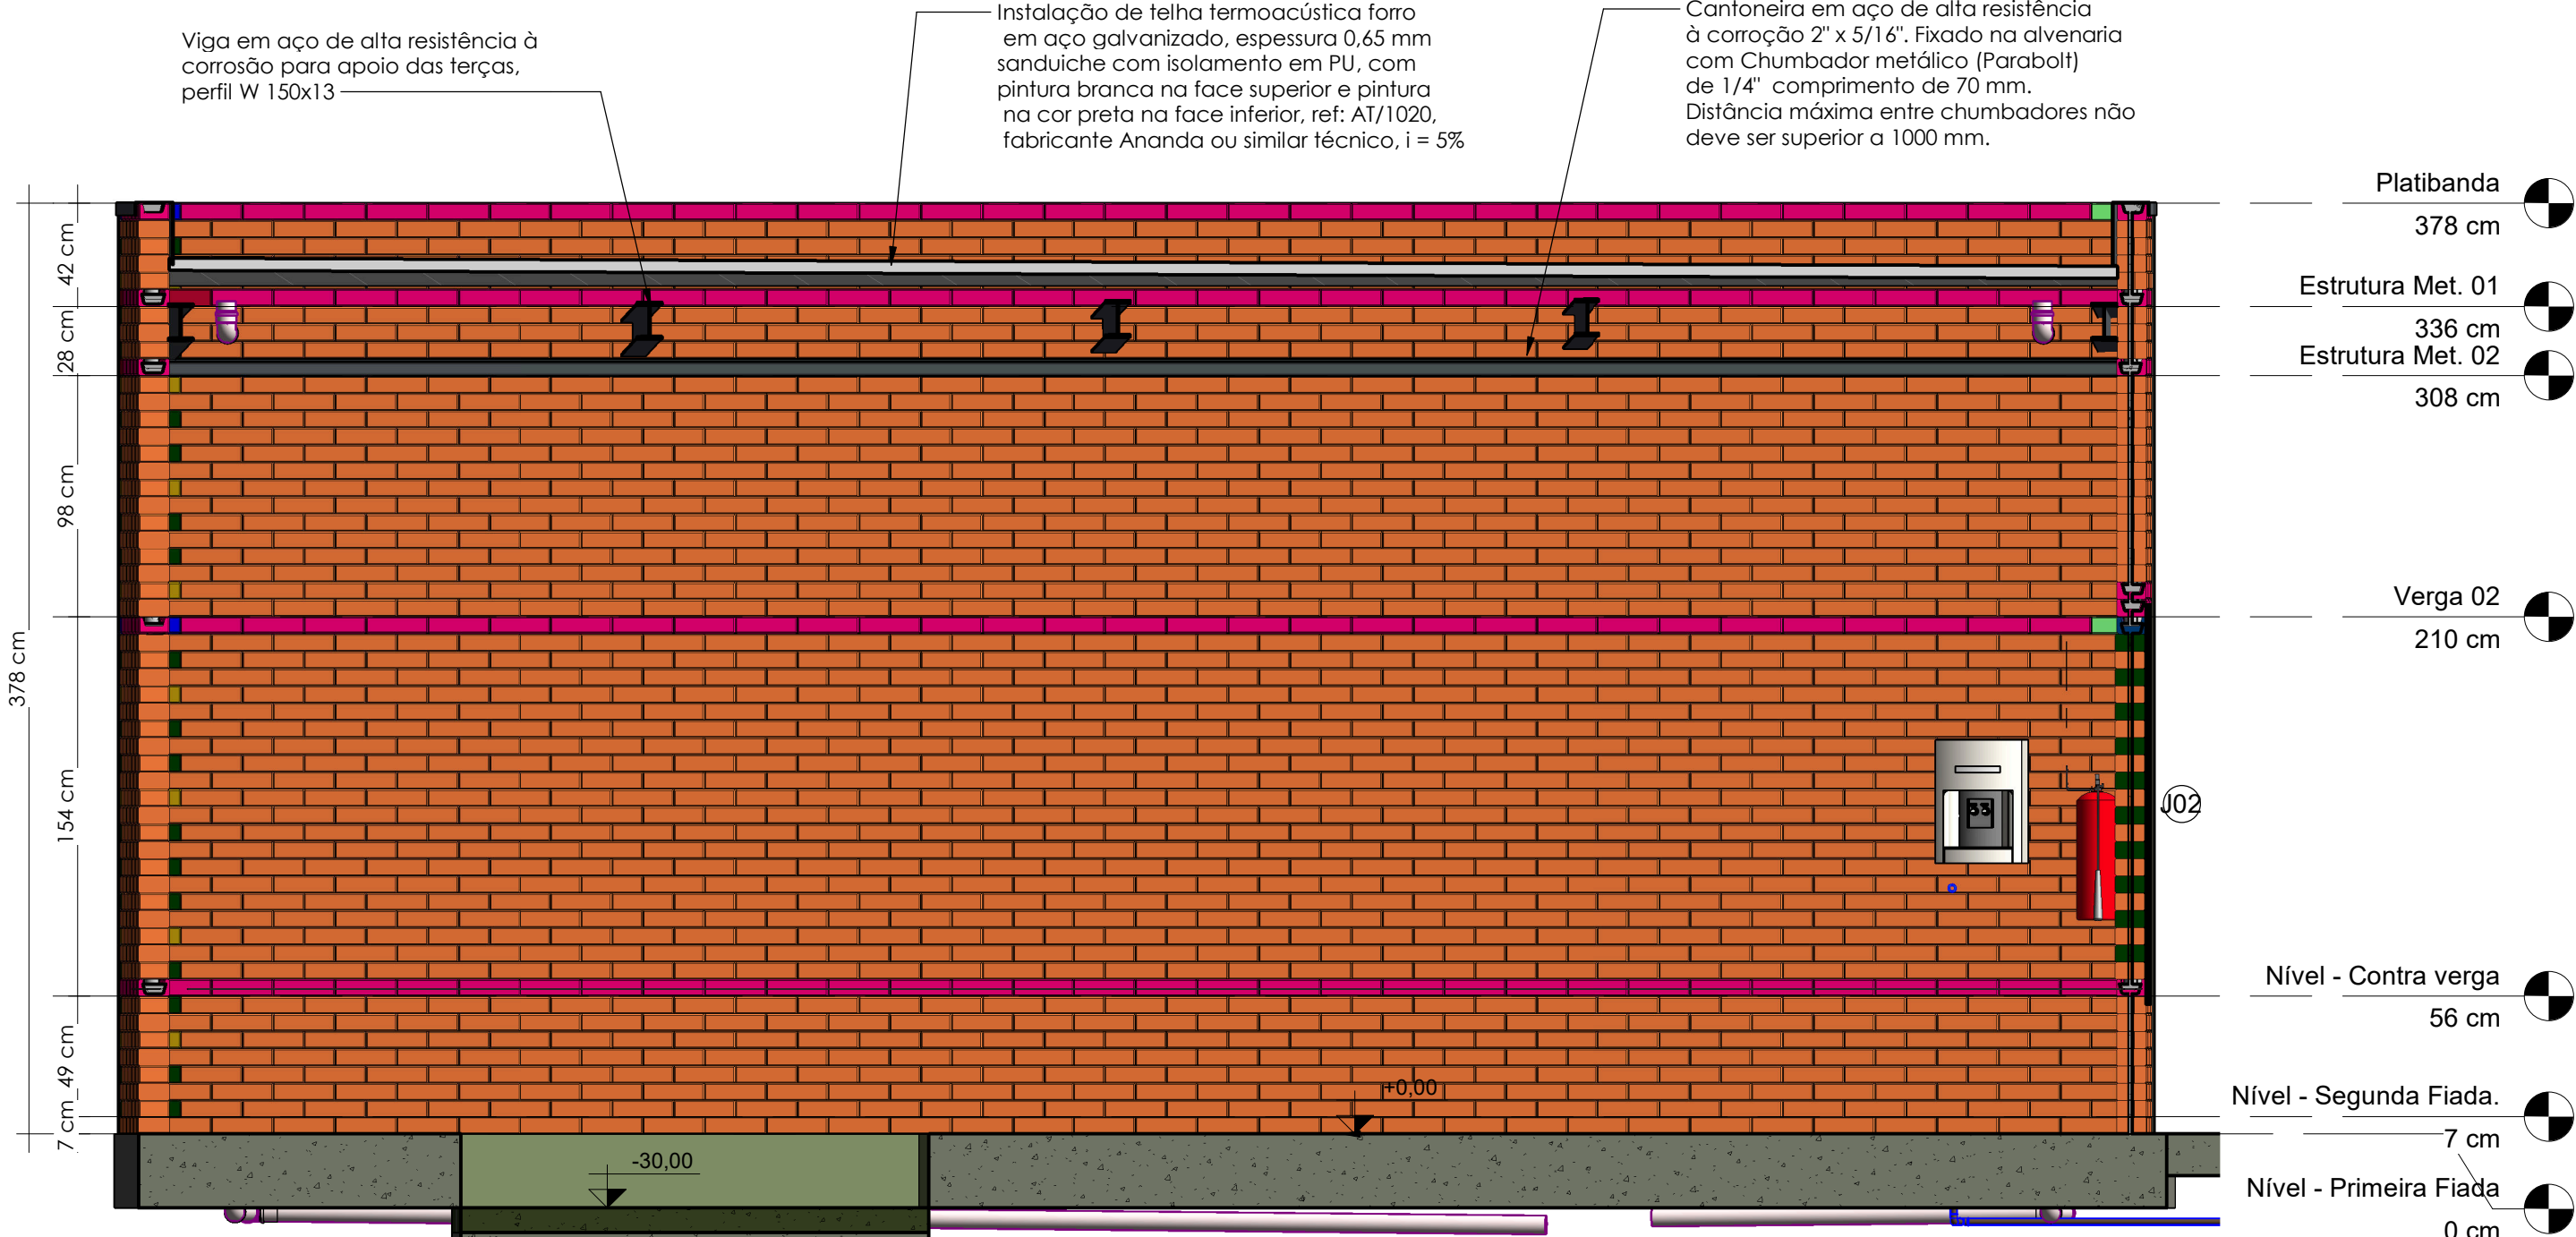 Viga em aço de alta resistência à
corrosão para apoio das terças,
perfil W 150x13
Instalação de telha termoacústica forro
em aço galvanizado, espessura 0,65 mm
sanduiche com isolamento em PU, com
pintura branca na face superior e pintura
na cor preta na face inferior, ref: AT/1020,
fabricante Ananda ou similar técnico, i = 5%
Cantoneira em aço de alta resistência
à corroção 2" x 5/16". Fixado na alvenaria
com Chumbador metálico (Parabolt)
de 1/4" comprimento de 70 mm.
Distância máxima entre chumbadores não
deve ser superior a 1000 mm.
Platibanda
378 cm
Estrutura Met. 01
336 cm
Estrutura Met. 02
308 cm
Verga 02
210 cm
Nível - Contra verga
56 cm
Nível - Segunda Fiada.
7 cm
Nível - Primeira Fiada
0 cm
42 cm
28 cm
98 cm
154 cm
49 cm
7 cm
378 cm
J02
+0,00
-30,00